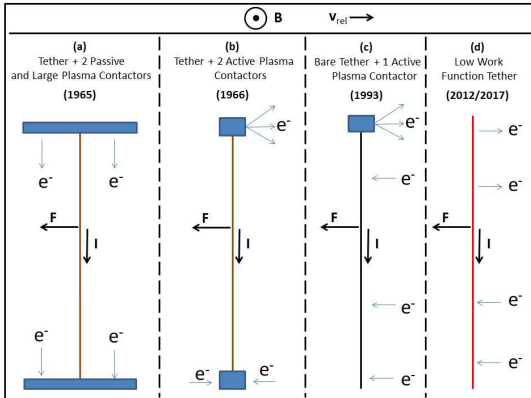 B v_rel
(a)
Tether + 2 Passive
and Large Plasma Contactors
(1965)
e⁻ e⁻
F
I
e⁻ e⁻
(b)
Tether + 2 Active Plasma
Contactors
(1966)
e⁻
F
I
e⁻ e⁻
(c)
Bare Tether + 1 Active
Plasma Contactor
(1993)
e⁻
e⁻
F
I
e⁻
e⁻
(d)
Low Work
Function Tether
(2012/2017)
e⁻
e⁻
F
I
e⁻
e⁻